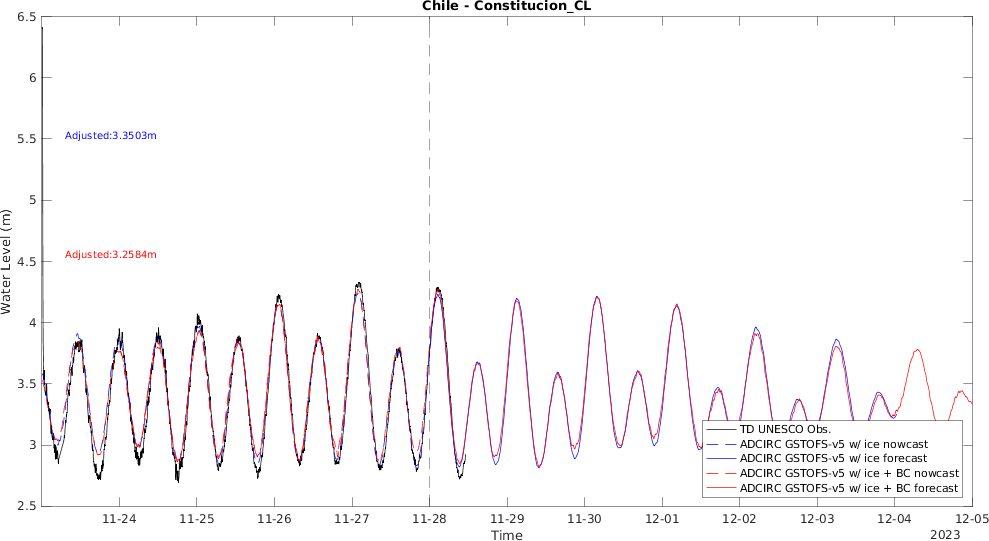 Chile - Constitucion_CL
6.5
6
5.5
5
4.5
4
3.5
3
2.5
Water Level (m)
Adjusted:3.3503m
Adjusted:3.2584m
TD UNESCO Obs.
ADCIRC GSTOFS-v5 w/ ice nowcast
ADCIRC GSTOFS-v5 w/ ice forecast
ADCIRC GSTOFS-v5 w/ ice + BC nowcast
ADCIRC GSTOFS-v5 w/ ice + BC forecast
11-24 11-25 11-26 11-27 11-28 11-29 11-30 12-01 12-02 12-03 12-04 12-05
Time
2023